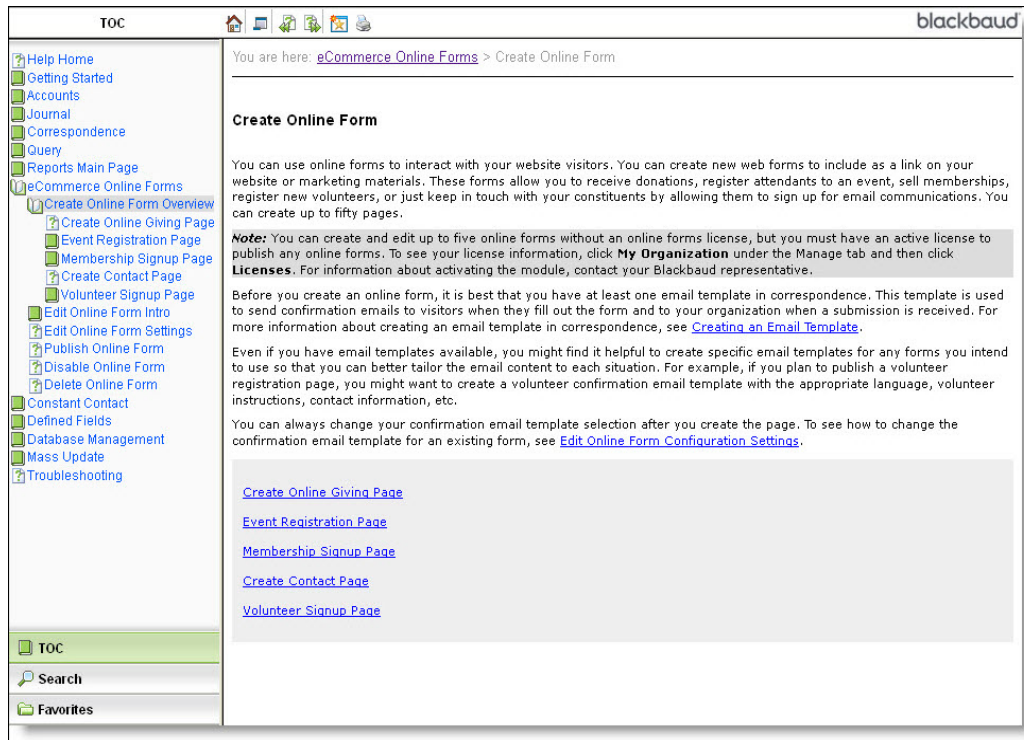 TOC
blackbaud
Help Home
Getting Started
Accounts
Journal
Correspondence
Query
Reports Main Page
eCommerce Online Forms
Create Online Form Overview
Create Online Giving Page
Event Registration Page
Membership Signup Page
Create Contact Page
Volunteer Signup Page
Edit Online Form Intro
Edit Online Form Settings
Publish Online Form
Disable Online Form
Delete Online Form
Constant Contact
Defined Fields
Database Management
Mass Update
Troubleshooting
TOC
Search
Favorites
You are here: eCommerce Online Forms > Create Online Form
Create Online Form
You can use online forms to interact with your website visitors. You can create new web forms to include as a link on your
website or marketing materials. These forms allow you to receive donations, register attendants to an event, sell memberships,
register new volunteers, or just keep in touch with your constituents by allowing them to sign up for email communications. You
can create up to fifty pages.
Note: You can create and edit up to five online forms without an online forms license, but you must have an active license to
publish any online forms. To see your license information, click My Organization under the Manage tab and then click
Licenses. For information about activating the module, contact your Blackbaud representative.
Before you create an online form, it is best that you have at least one email template in correspondence. This template is used
to send confirmation emails to visitors when they fill out the form and to your organization when a submission is received. For
more information about creating an email template in correspondence, see Creating an Email Template.
Even if you have email templates available, you might find it helpful to create specific email templates for any forms you intend
to use so that you can better tailor the email content to each situation. For example, if you plan to publish a volunteer
registration page, you might want to create a volunteer confirmation email template with the appropriate language, volunteer
instructions, contact information, etc.
You can always change your confirmation email template selection after you create the page. To see how to change the
confirmation email template for an existing form, see Edit Online Form Configuration Settings.
Create Online Giving Page
Event Registration Page
Membership Signup Page
Create Contact Page
Volunteer Signup Page